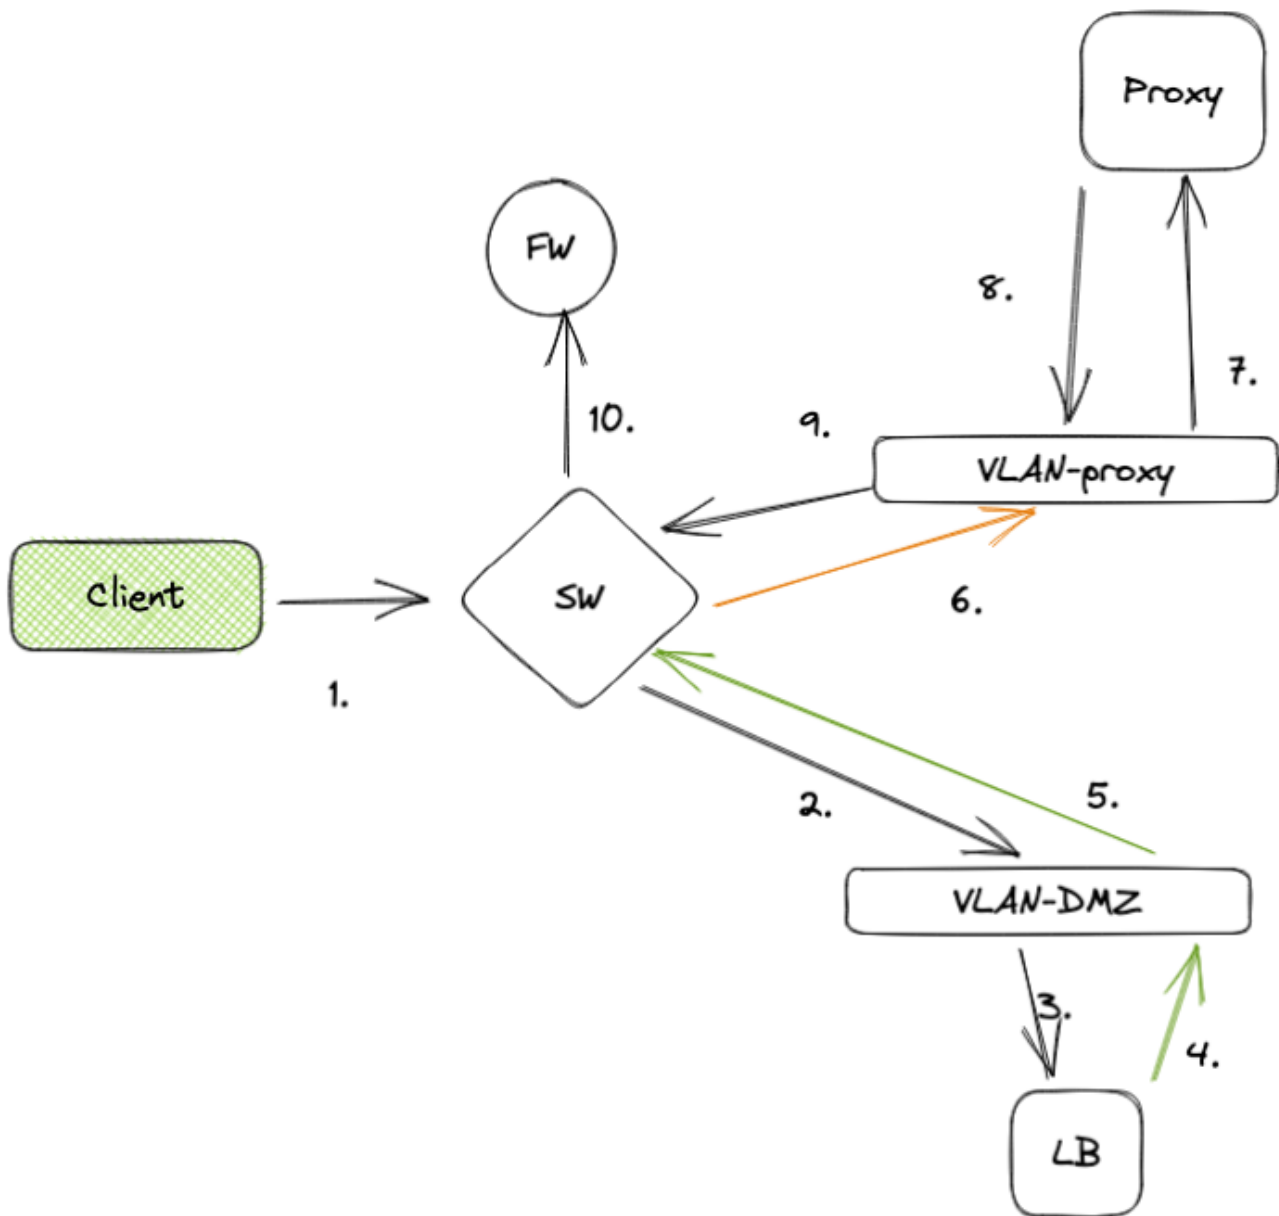 Proxy
FW
8.
7.
10.
9.
VLAN-proxy
Client
SW
6.
1.
5.
2.
VLAN-DMZ
3.
4.
LB